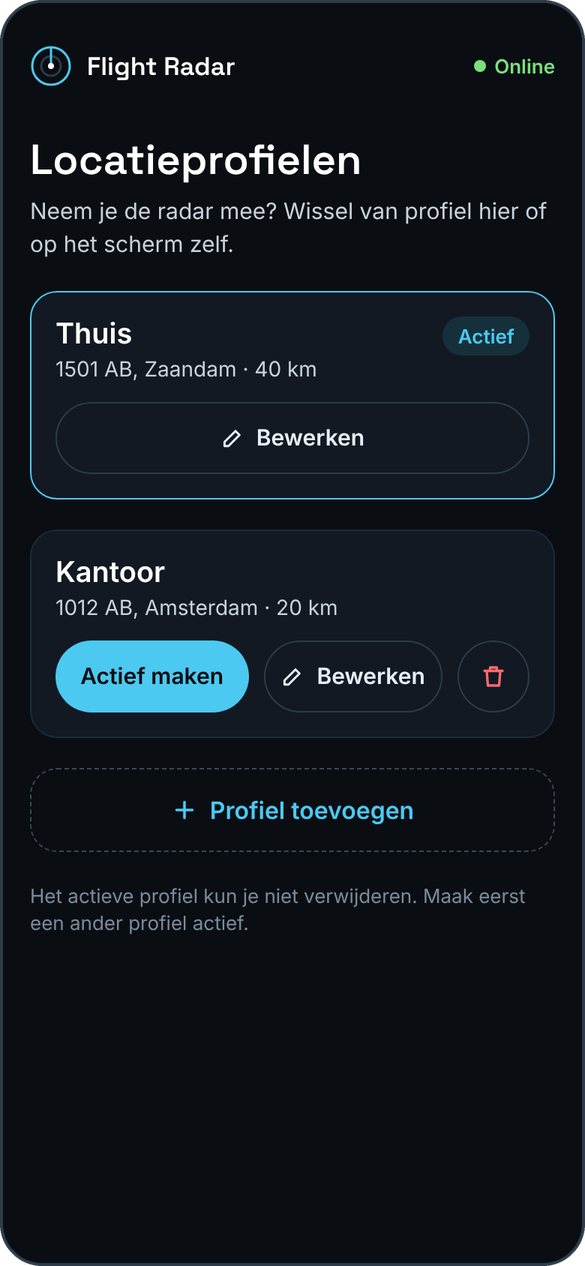 Flight Radar
Online
Locatieprofielen
Neem je de radar mee? Wissel van profiel hier of
op het scherm zelf.
Thuis
Actief
1501 AB, Zaandam · 40 km
Bewerken
Kantoor
1012 AB, Amsterdam · 20 km
Actief maken
Bewerken
Profiel toevoegen
Het actieve profiel kun je niet verwijderen. Maak eerst
een ander profiel actief.